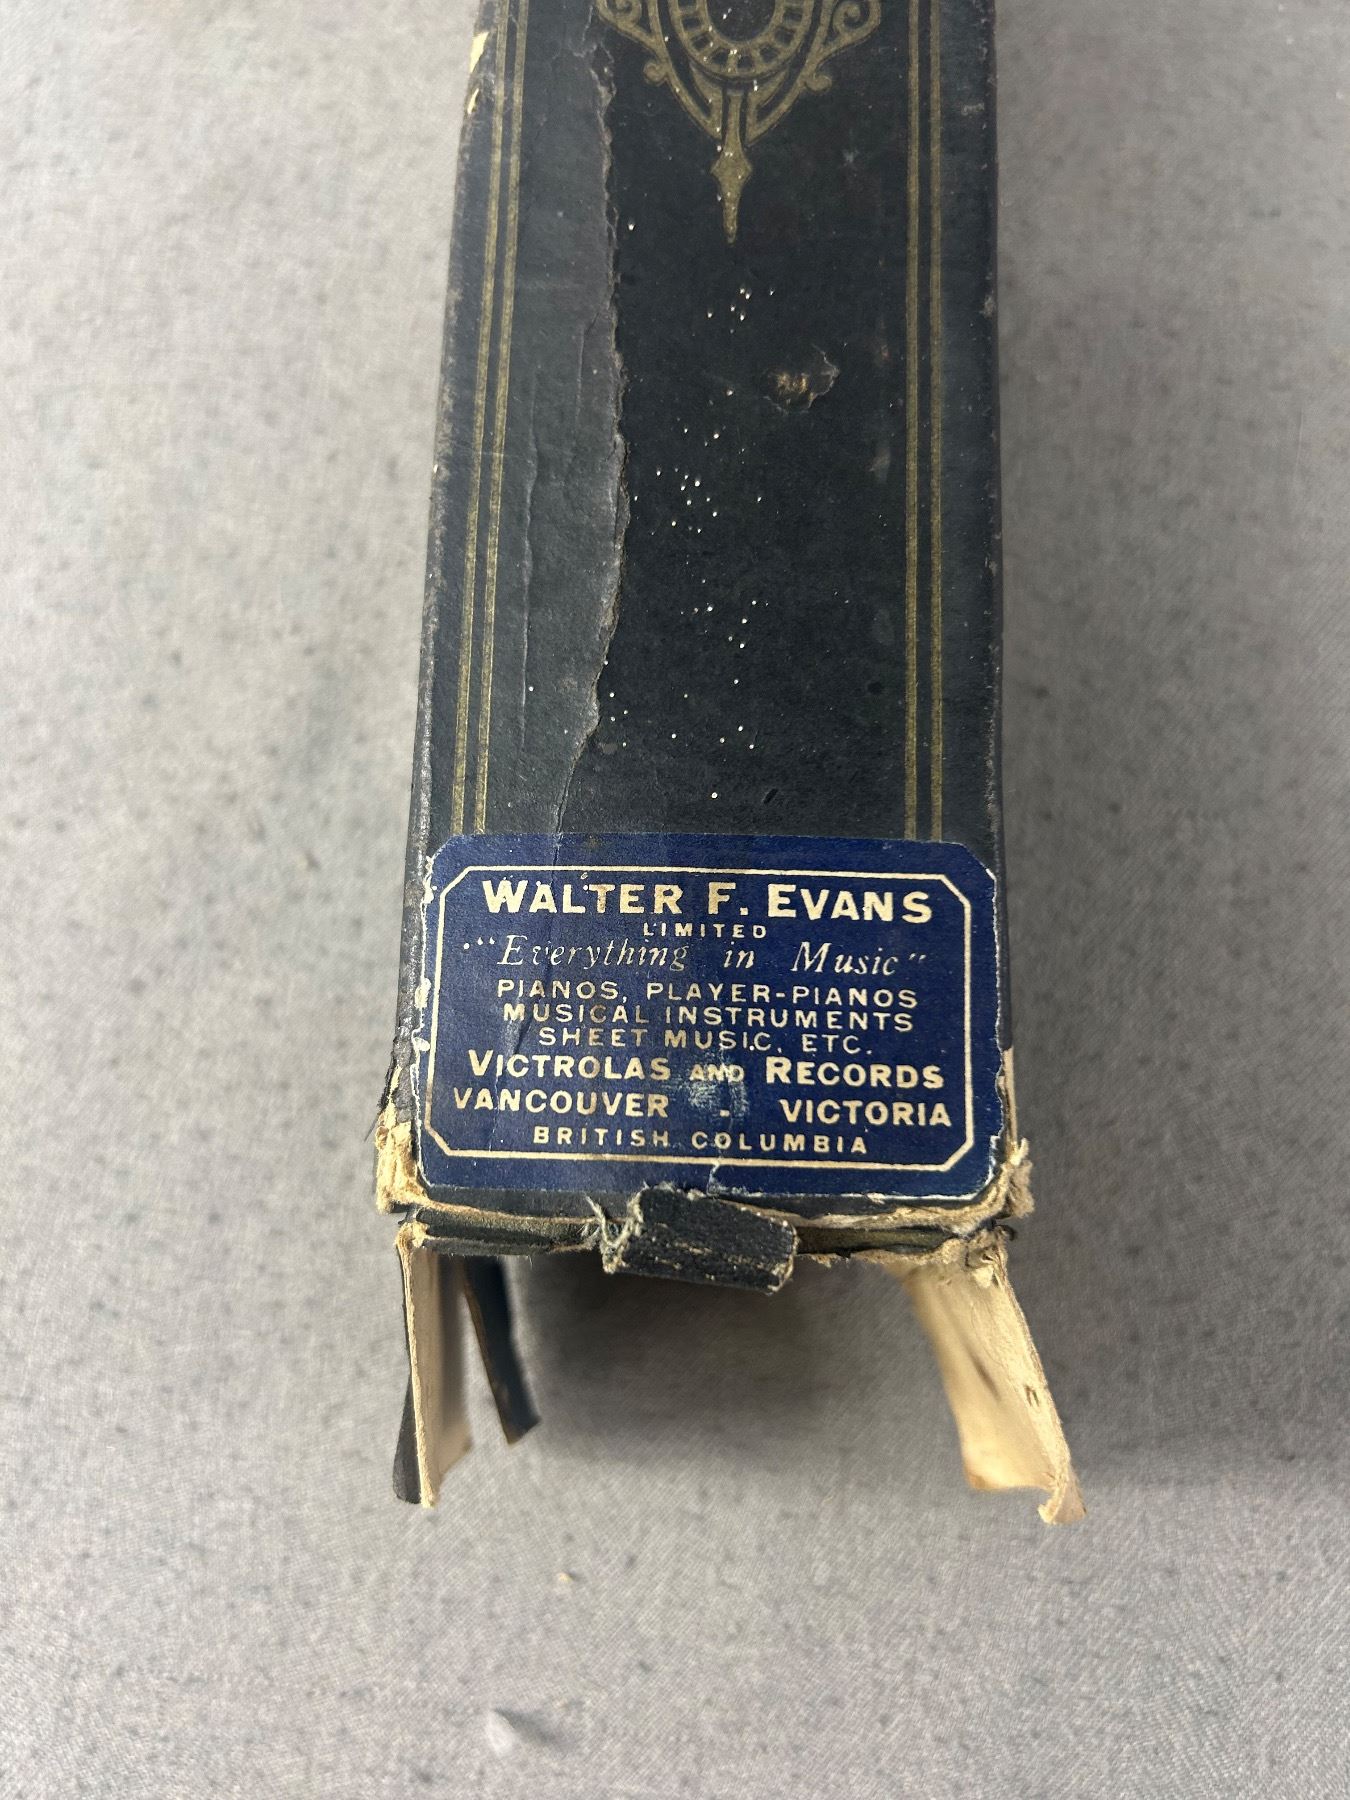 WALTER F. EVANS
LIMITED
"Everything in Music"
PIANOS, PLAYER-PIANOS
MUSICAL INSTRUMENTS
SHEET MUSIC, ETC.
VICTROLAS AND RECORDS
VANCOUVER - VICTORIA
BRITISH COLUMBIA